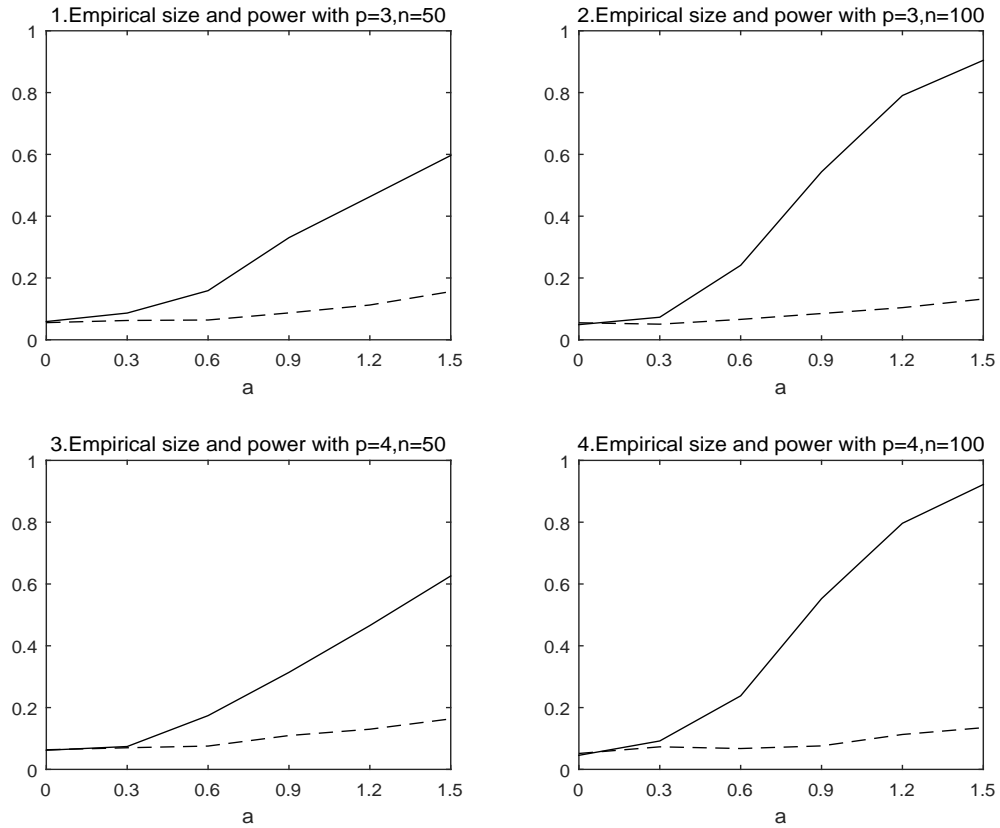 1.Empirical size and power with p=3,n=50
1
0.8
0.6
0.4
0.2
0
0 0.3 0.6 0.9 1.2 1.5
a
2.Empirical size and power with p=3,n=100
1
0.8
0.6
0.4
0.2
0
0 0.3 0.6 0.9 1.2 1.5
a
3.Empirical size and power with p=4,n=50
1
0.8
0.6
0.4
0.2
0
0 0.3 0.6 0.9 1.2 1.5
a
4.Empirical size and power with p=4,n=100
1
0.8
0.6
0.4
0.2
0
0 0.3 0.6 0.9 1.2 1.5
a